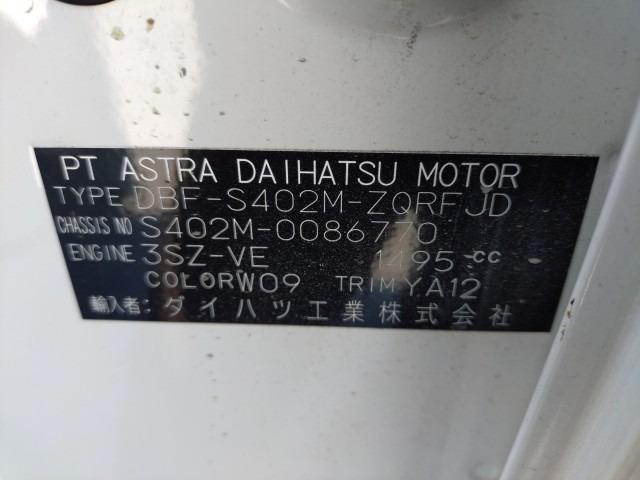 PT ASTRA DAIHATSU MOTOR
TYPE DBF-S402M-ZQRFJD
CHASSIS NO S402M-0086770
ENGINE 3SZ-VE 1495 cc
COLOR W09 TRIM YA12
輸入者: ダイハツ工業株式会社